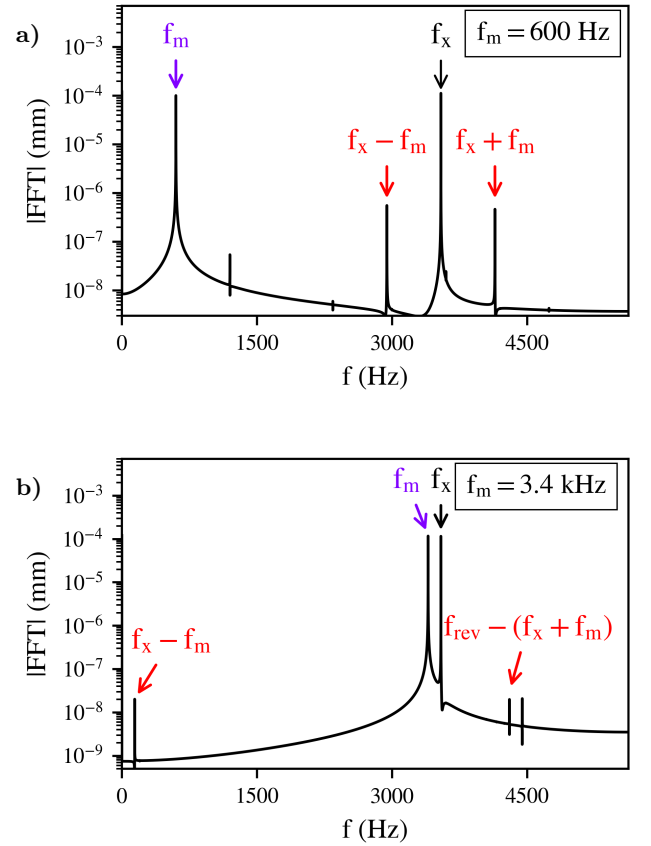 a)
f_m = 600 Hz
f_m
f_x
f_x − f_m
f_x + f_m
|FFT| (mm)
10⁻³
10⁻⁴
10⁻⁵
10⁻⁶
10⁻⁷
10⁻⁸
0 1500 3000 4500
f (Hz)
b)
f_m = 3.4 kHz
f_m
f_x
f_x − f_m
f_rev − (f_x + f_m)
|FFT| (mm)
10⁻³
10⁻⁴
10⁻⁵
10⁻⁶
10⁻⁷
10⁻⁸
10⁻⁹
0 1500 3000 4500
f (Hz)